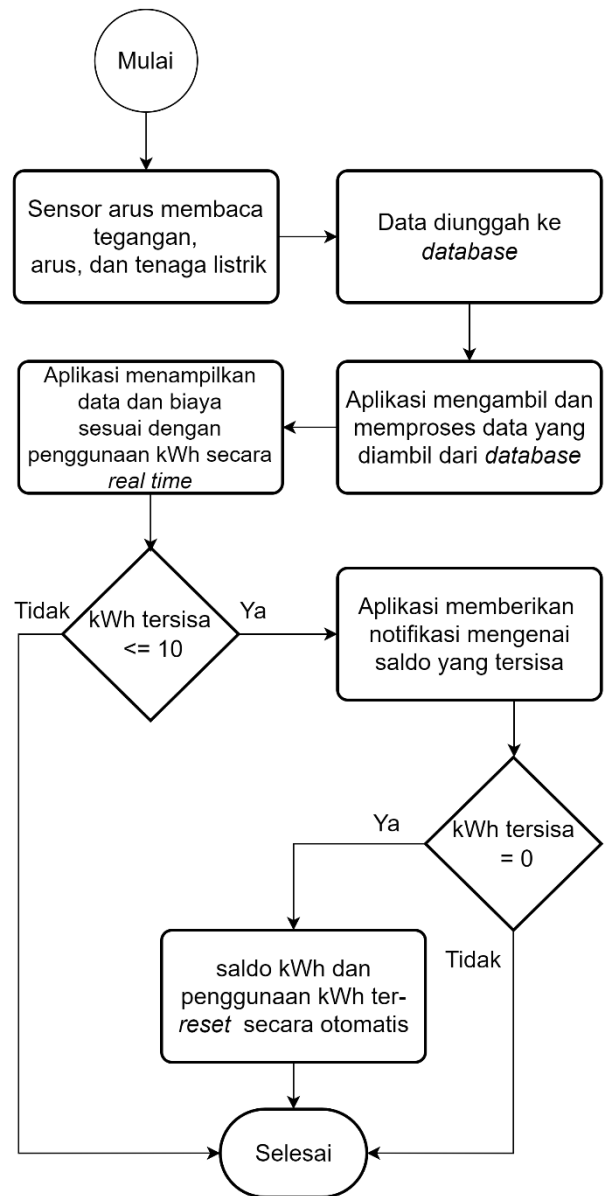 Mulai
Sensor arus membaca
tegangan,
arus, dan tenaga listrik
Data diunggah ke
database
Aplikasi mengambil dan
memproses data yang
diambil dari database
Aplikasi menampilkan
data dan biaya
sesuai dengan
penggunaan kWh secara
real time
kWh tersisa
<= 10
Tidak
Ya
Aplikasi memberikan
notifikasi mengenai
saldo yang tersisa
kWh tersisa
= 0
Ya
Tidak
saldo kWh dan
penggunaan kWh ter-
reset secara otomatis
Selesai